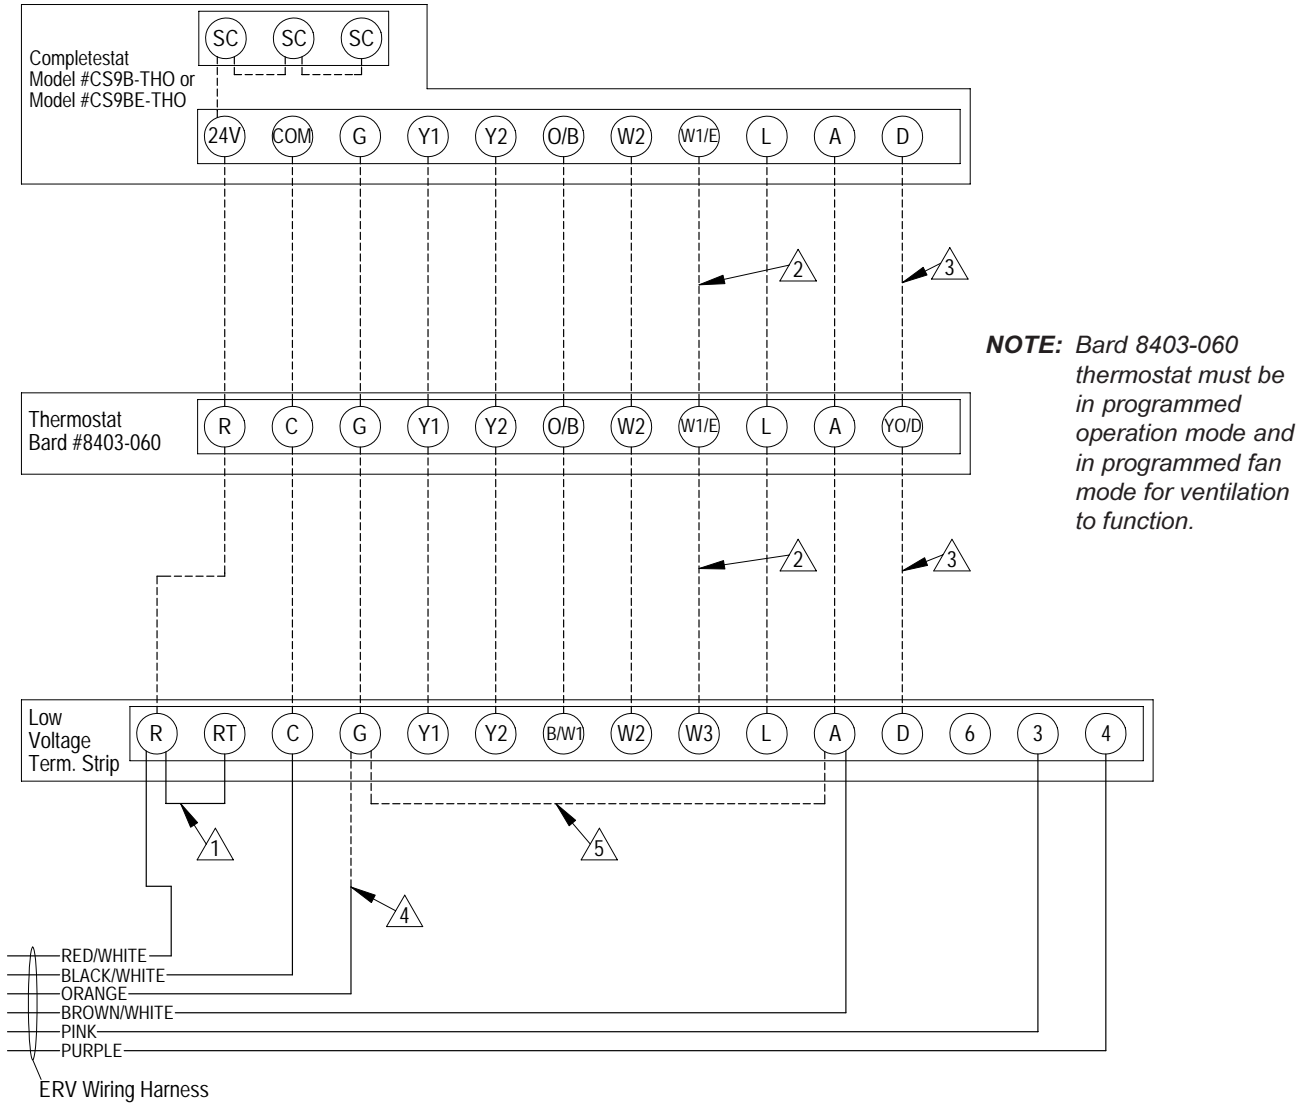 SC SC SC
Completestat
Model #CS9B-THO or
Model #CS9BE-THO
24V COM G Y1 Y2 O/B W2 W1/E L A D
2 3
NOTE: Bard 8403-060
thermostat must be
in programmed
operation mode and
in programmed fan
mode for ventilation
to function.
Thermostat
Bard #8403-060
R C G Y1 Y2 O/B W2 W1/E L A YO/D
2 3
Low
Voltage
Term. Strip
R RT C G Y1 Y2 B/W1 W2 W3 L A D 6 3 4
1 5
4
RED/WHITE
BLACK/WHITE
ORANGE
BROWN/WHITE
PINK
PURPLE
ERV Wiring Harness